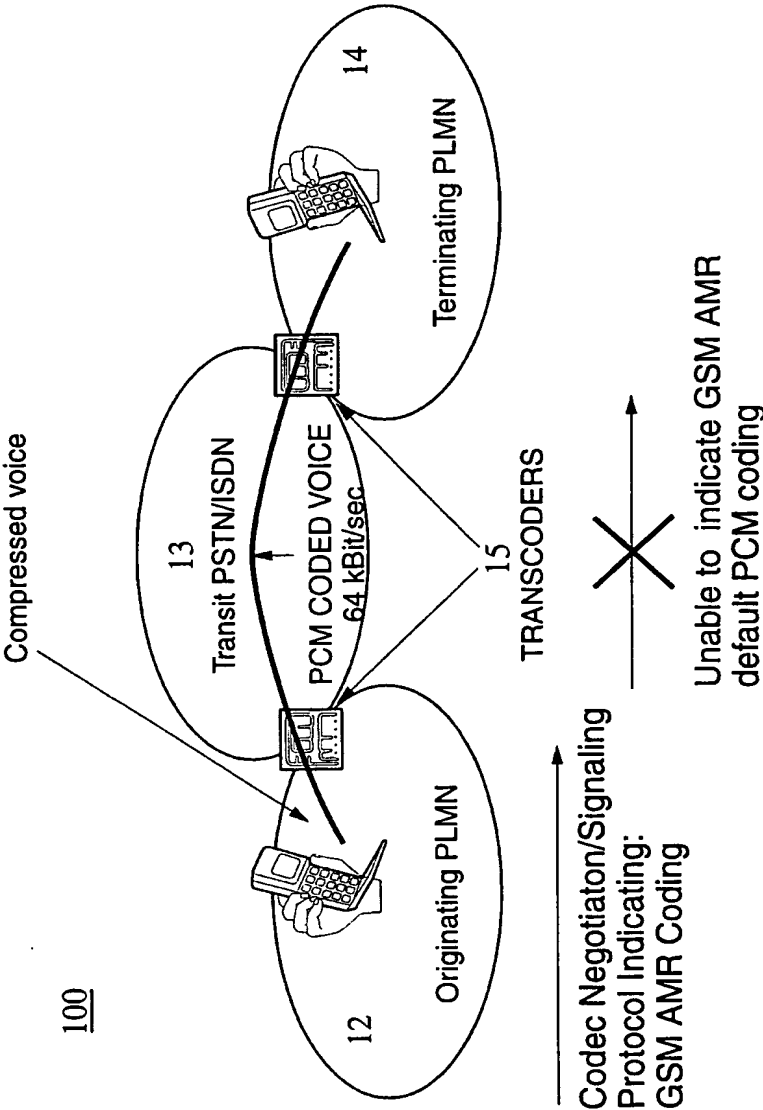 100
Compressed voice
12
Originating PLMN
13
Transit PSTN/ISDN
PCM CODED VOICE
64 kBit/sec
14
Terminating PLMN
15
TRANSCODERS
Codec Negotiaton/Signaling
Protocol Indicating:
GSM AMR Coding
Unable to indicate GSM AMR
default PCM coding